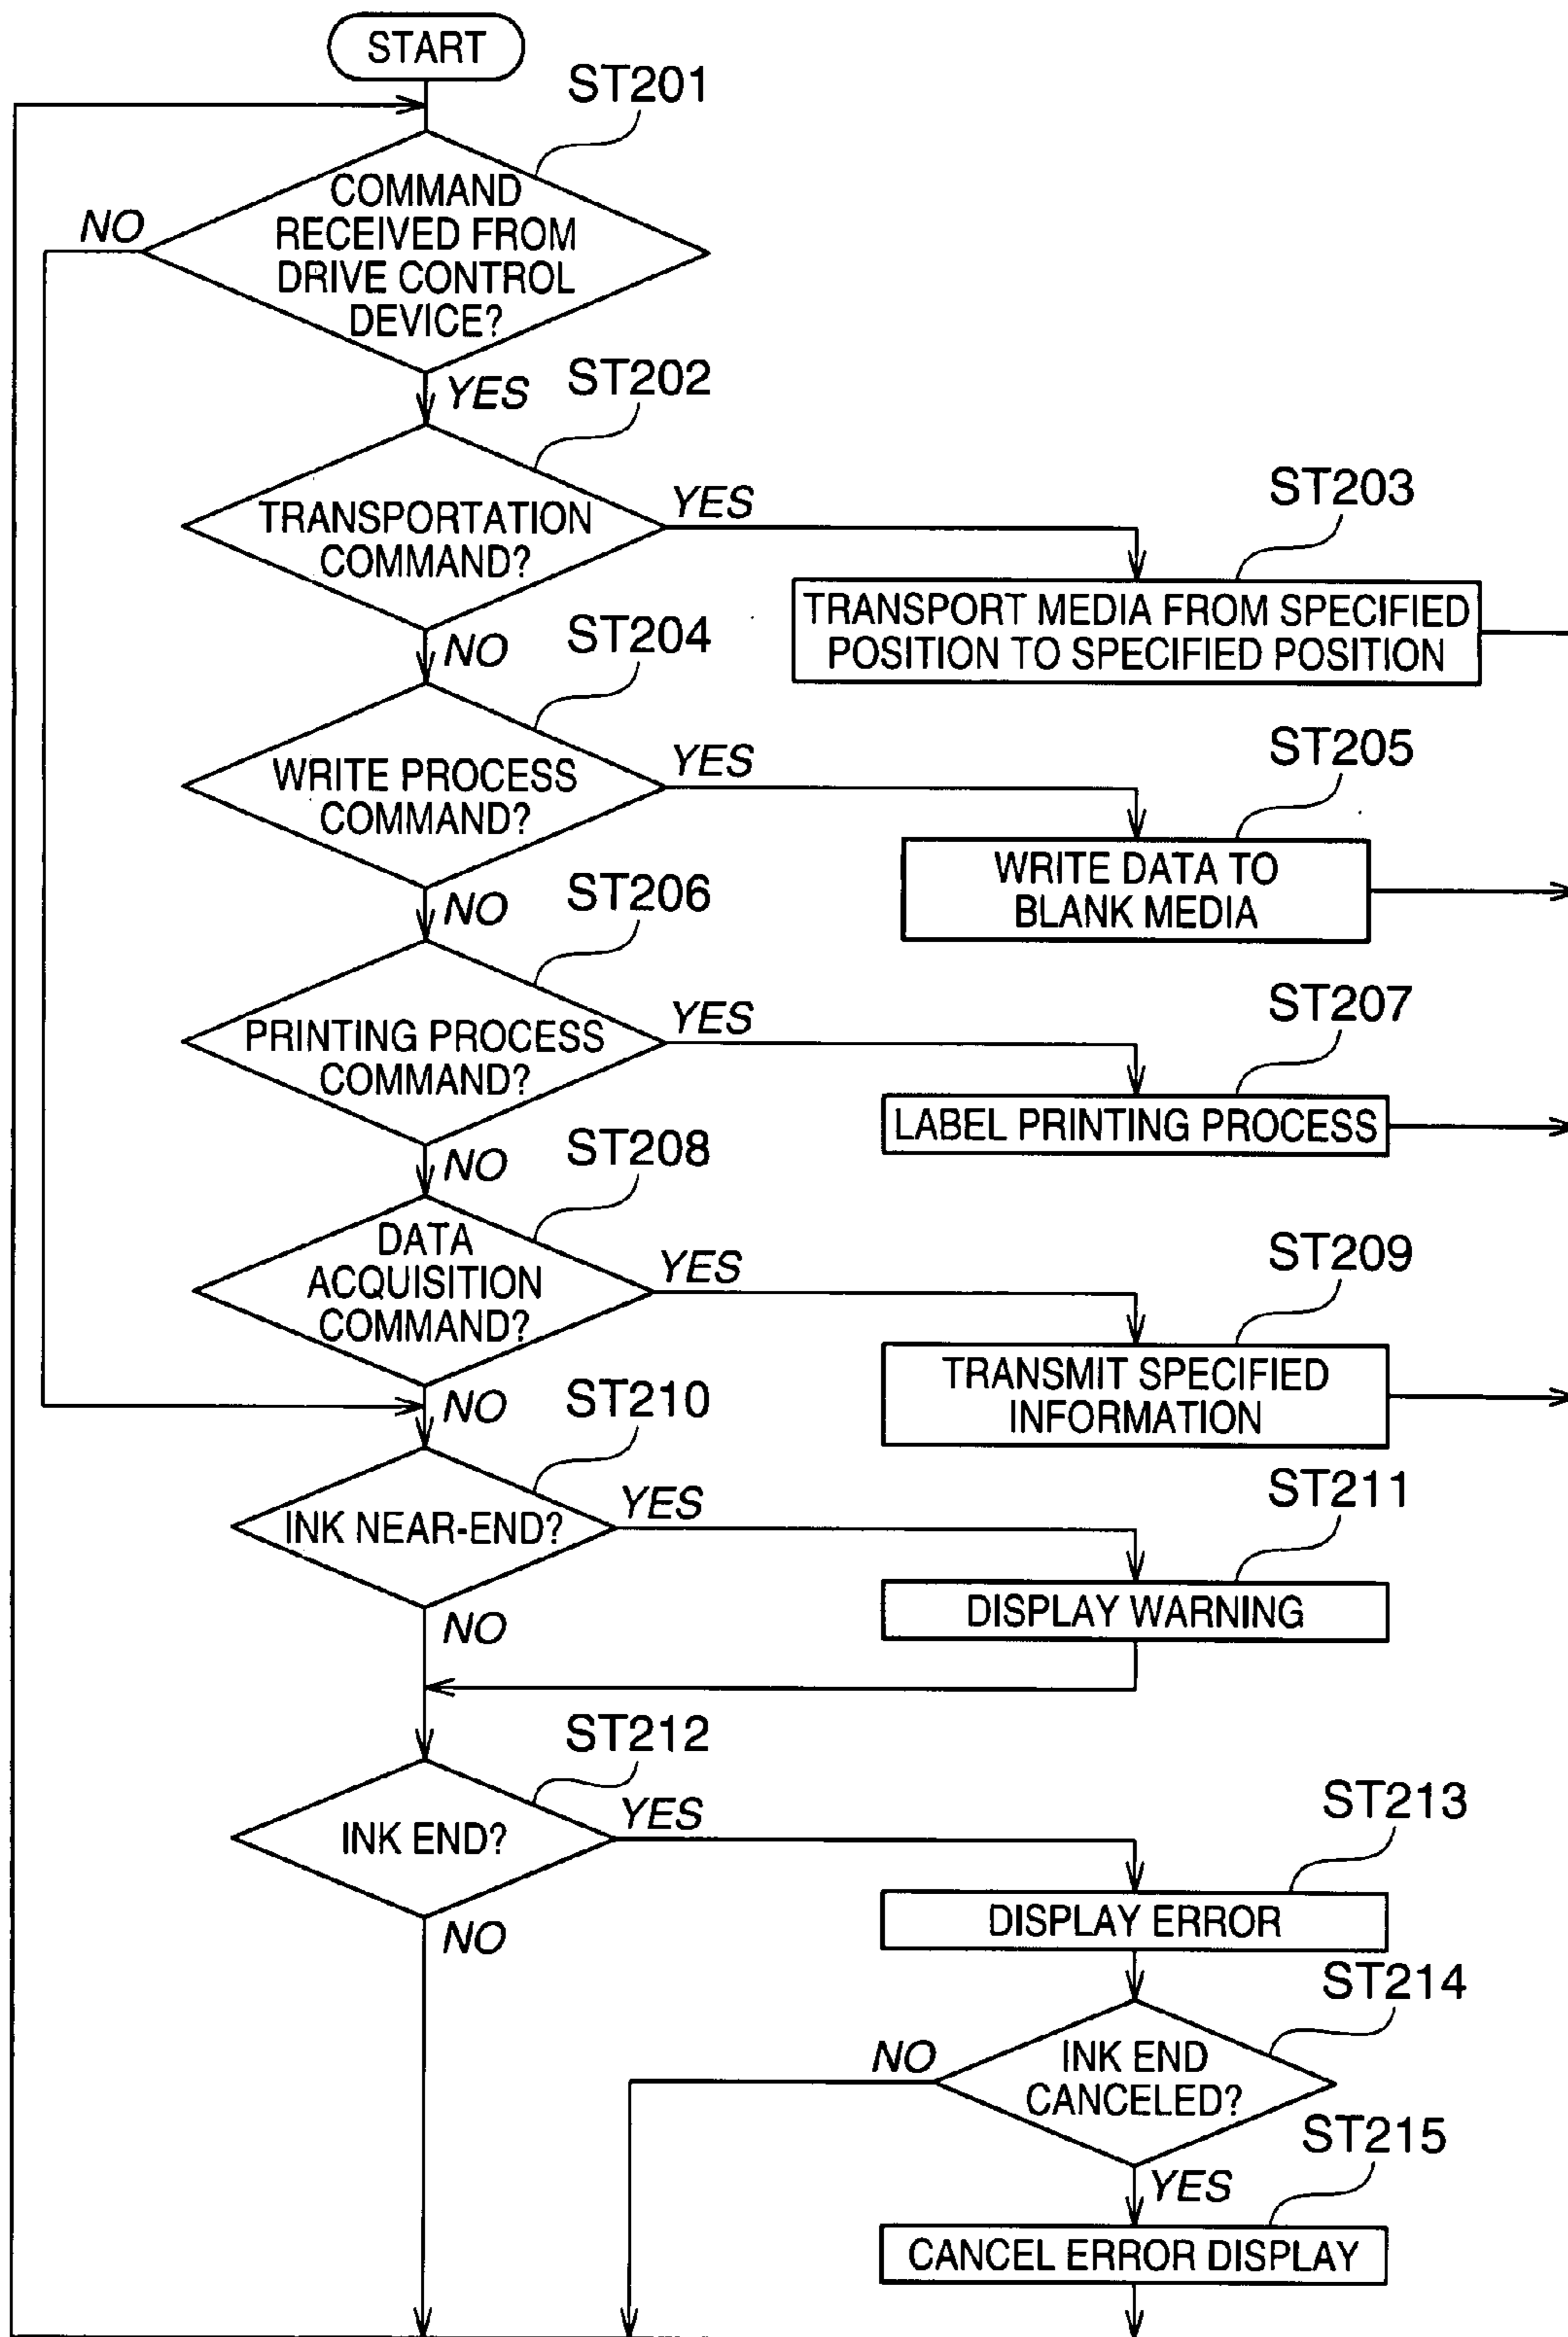 START
ST201
COMMAND
RECEIVED FROM
DRIVE CONTROL
DEVICE?
NO
YES
ST202
TRANSPORTATION
COMMAND?
YES
NO
ST203
TRANSPORT MEDIA FROM SPECIFIED
POSITION TO SPECIFIED POSITION
ST204
WRITE PROCESS
COMMAND?
YES
NO
ST205
WRITE DATA TO
BLANK MEDIA
ST206
PRINTING PROCESS
COMMAND?
YES
NO
ST207
LABEL PRINTING PROCESS
ST208
DATA
ACQUISITION
COMMAND?
YES
NO
ST209
TRANSMIT SPECIFIED
INFORMATION
ST210
INK NEAR-END?
YES
NO
ST211
DISPLAY WARNING
ST212
INK END?
YES
NO
ST213
DISPLAY ERROR
ST214
INK END
CANCELED?
NO
YES
ST215
CANCEL ERROR DISPLAY